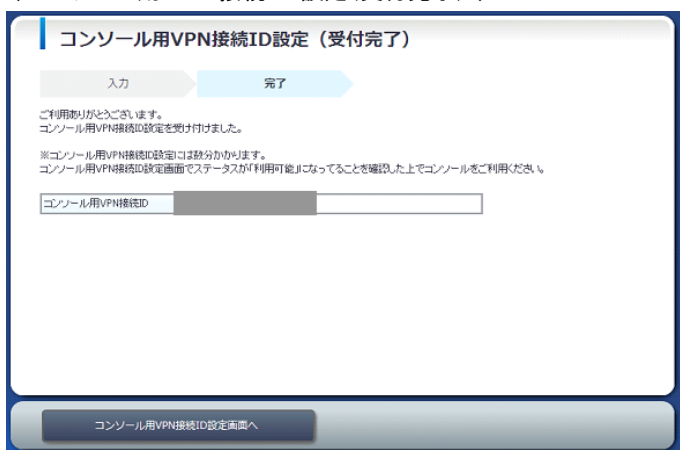 コンソール用VPN接続ID設定（受付完了）
入力
完了
ご利用ありがとうございます。
コンソール用VPN接続ID設定を受け付けました。
※コンソール用VPN接続ID設定には数分かかります。
コンソール用VPN接続ID設定画面でステータスが「利用可能」になってることを確認した上でコンソールをご利用ください。
コンソール用VPN接続ID
コンソール用VPN接続ID設定画面へ